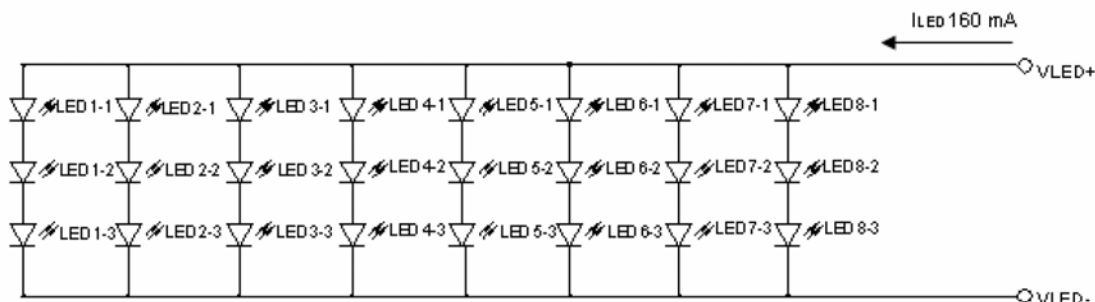 ILED 160 mA
VLED+
LED 1-1 LED 2-1 LED 3-1 LED 4-1 LED 5-1 LED 6-1 LED 7-1 LED 8-1
LED 1-2 LED 2-2 LED 3-2 LED 4-2 LED 5-2 LED 6-2 LED 7-2 LED 8-2
LED 1-3 LED 2-3 LED 3-3 LED 4-3 LED 5-3 LED 6-3 LED 7-3 LED 8-3
VLED-